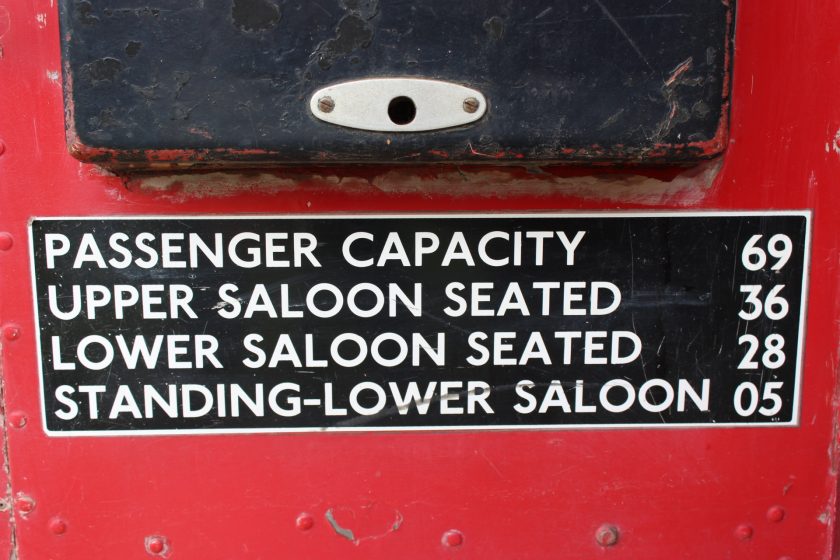 PASSENGER CAPACITY 69
UPPER SALOON SEATED 36
LOWER SALOON SEATED 28
STANDING-LOWER SALOON 05